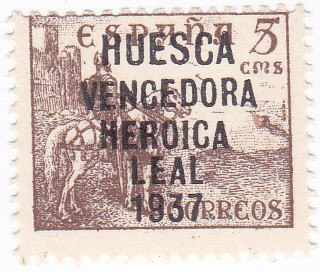 ESPAÑA 5
HUESCA
CMS
VENCEDORA
HEROICA
LEAL
1937
CORREOS